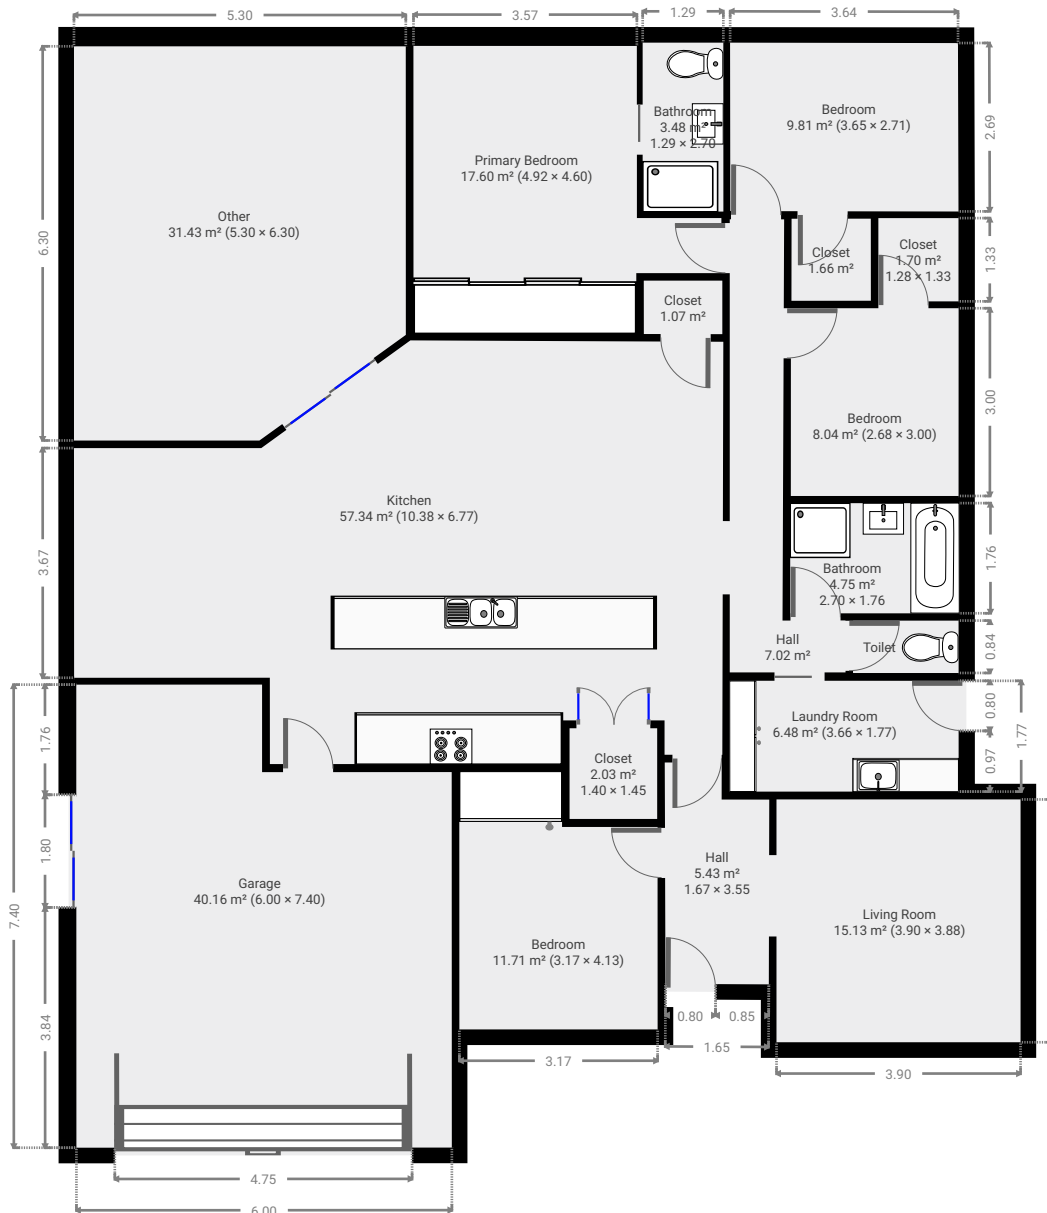 5.30
3.57
1.29
3.64
Other
31.43 m² (5.30 × 6.30)
Primary Bedroom
17.60 m² (4.92 × 4.60)
Bathroom
3.48 m²
1.29 × 2.70
Bedroom
9.81 m² (3.65 × 2.71)
2.69
6.30
Closet
1.66 m²
Closet
1.70 m²
1.28 × 1.33
1.33
Closet
1.07 m²
Bedroom
8.04 m² (2.68 × 3.00)
3.00
Kitchen
57.34 m² (10.38 × 6.77)
3.67
Bathroom
4.75 m²
2.70 × 1.76
1.76
Hall
7.02 m²
Toilet
0.84
Laundry Room
6.48 m² (3.66 × 1.77)
0.80
0.97
1.77
1.76
Closet
2.03 m²
1.40 × 1.45
1.80
7.40
3.84
Garage
40.16 m² (6.00 × 7.40)
Hall
5.43 m²
1.67 × 3.55
Living Room
15.13 m² (3.90 × 3.88)
Bedroom
11.71 m² (3.17 × 4.13)
0.80
0.85
1.65
3.17
3.90
4.75
6.00